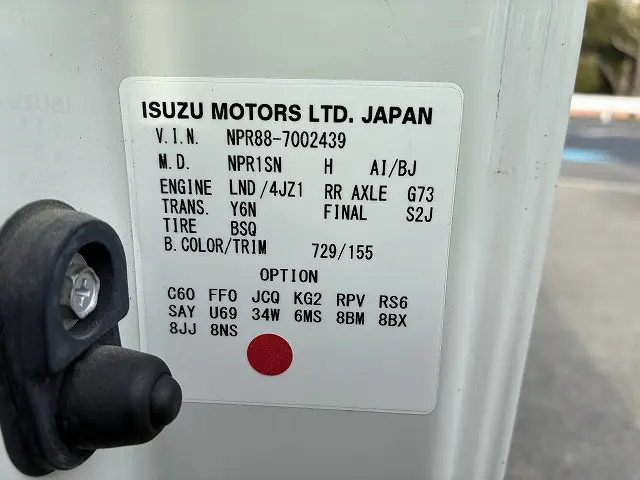 ISUZU MOTORS LTD. JAPAN
V.I.N. NPR88-7002439
M.D. NPR1SN H AI/BJ
ENGINE LND/4JZ1 RR AXLE G73
TRANS. Y6N FINAL S2J
TIRE BSQ
B.COLOR/TRIM 729/155
OPTION
C60 FF0 JCQ KG2 RPV RS6
SAY U69 34W 6MS 8BM 8BX
8JJ 8NS